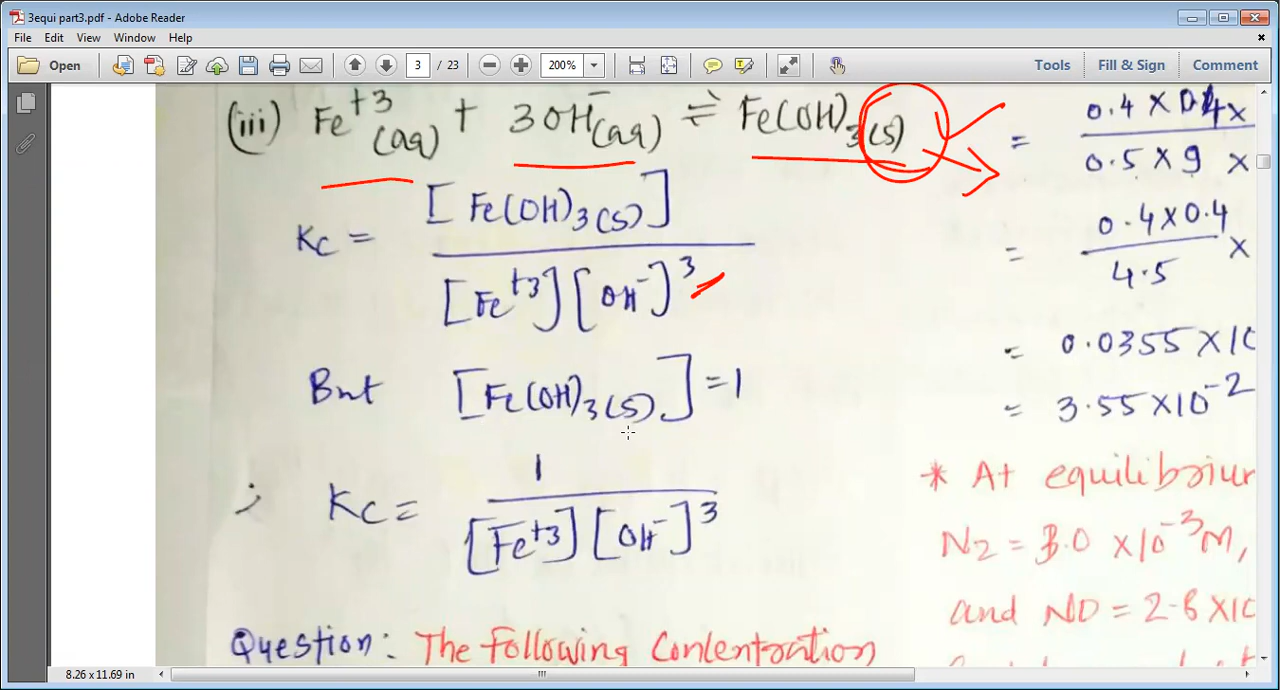 3equi part3.pdf - Adobe Reader
File Edit View Window Help
Open 3 / 23 200% Tools Fill & Sign Comment
(iii) Fe+3(aq) + 3OH-(aq) ⇌ Fe(OH)3(s)
Kc = [Fe(OH)3(s)] / [Fe+3][OH-]3
But [Fe(OH)3(s)] = 1
∴ Kc = 1 / [Fe+3][OH-]3
Question: The following Concentration
= 0.4 × 0.4 × / 0.5 × 9 ×
= 0.4 × 0.4 / 4.5 ×
= 0.0355 × 10
= 3.55 × 10-2
* At equilibriu
N2 = 3.0 × 10-3 M,
and NO = 2.8 × 10
8.26 x 11.69 in